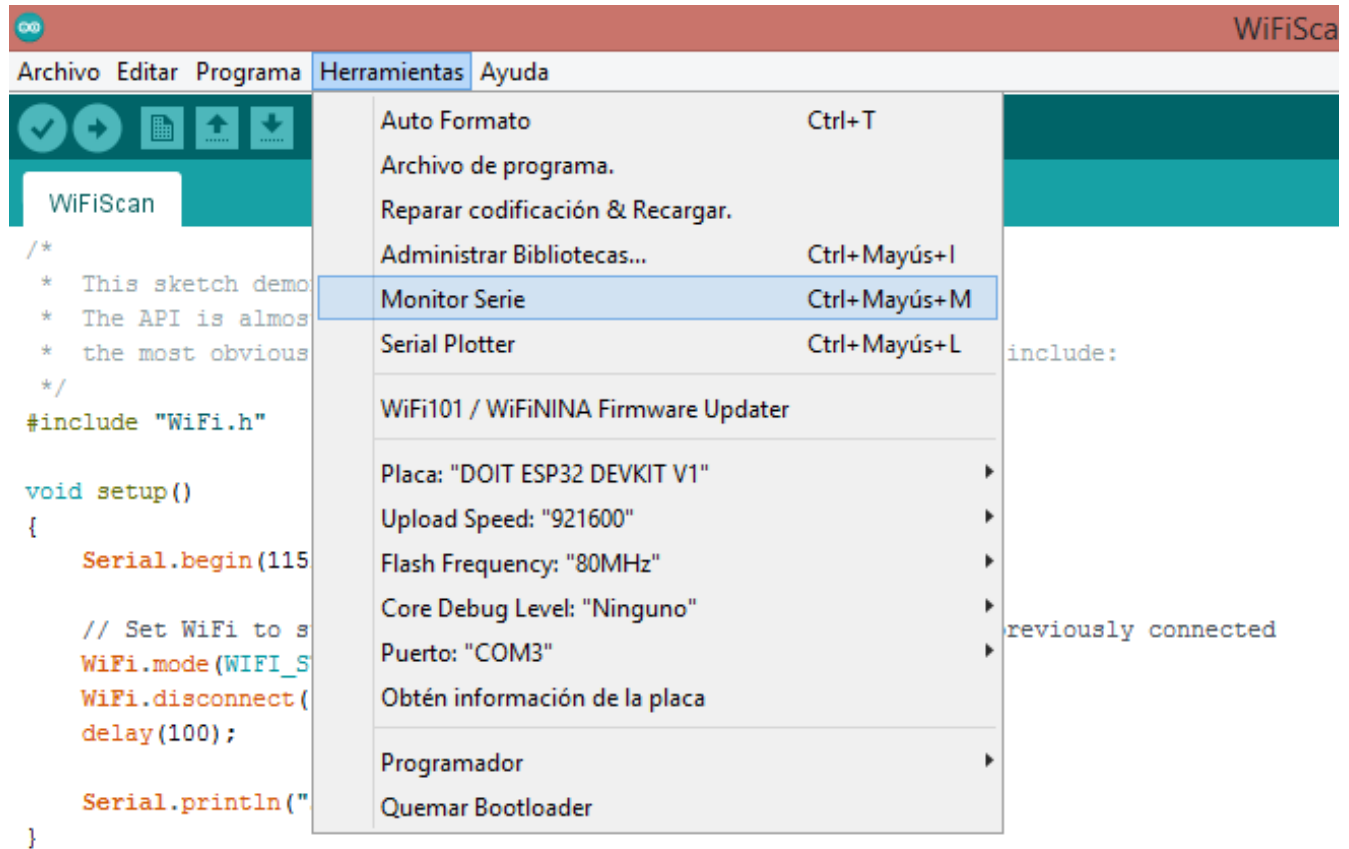 WiFiSca
Archivo Editar Programa Herramientas Ayuda
Auto Formato Ctrl+T
Archivo de programa.
WiFiScan
Reparar codificación & Recargar.
/*
Administrar Bibliotecas... Ctrl+Mayús+I
* This sketch demo
Monitor Serie Ctrl+Mayús+M
* The API is almos
Serial Plotter Ctrl+Mayús+L
* the most obvious include:
*/
WiFi101 / WiFiNINA Firmware Updater
#include "WiFi.h"
Placa: "DOIT ESP32 DEVKIT V1"
void setup()
Upload Speed: "921600"
{
Serial.begin(115
Flash Frequency: "80MHz"
Core Debug Level: "Ninguno"
// Set WiFi to s reviously connected
Puerto: "COM3"
WiFi.mode(WIFI_S
WiFi.disconnect(
Obtén información de la placa
delay(100);
Programador
Serial.println("
Quemar Bootloader
}